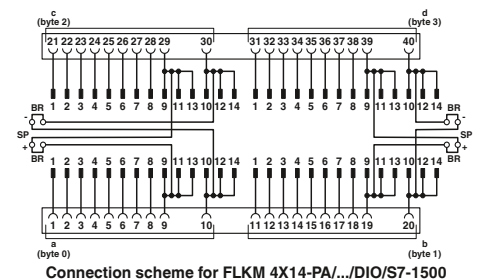 c
(byte 2)
d
(byte 3)
21 22 23 24 25 26 27 28 29 30 31 32 33 34 35 36 37 38 39 40
1 2 3 4 5 6 7 8 9 11 13 10 12 14 1 2 3 4 5 6 7 8 9 11 13 10 12 14
BR BR
- -
SP SP
+ +
BR BR
1 2 3 4 5 6 7 8 9 11 13 10 12 14 1 2 3 4 5 6 7 8 9 11 13 10 12 14
1 2 3 4 5 6 7 8 9 10 11 12 13 14 15 16 17 18 19 20
a
(byte 0)
b
(byte 1)
Connection scheme for FLKM 4X14-PA/.../DIO/S7-1500